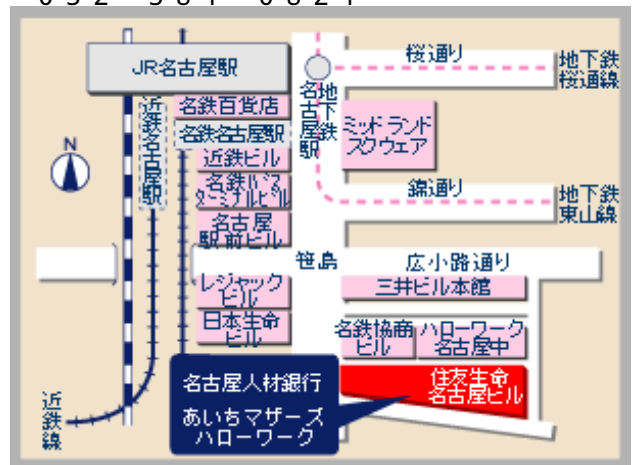 JR名古屋駅
桜通り
地下鉄
桜通線
名古屋駅
地下鉄
近鉄名古屋駅
名鉄百貨店
名鉄名古屋駅
ミッドランド
スクウェア
近鉄ビル
N
名鉄バス
ターミナルビル
錦通り
地下鉄
東山線
名古屋
駅前ビル
笹島
広小路通り
レジャック
ビル
三井ビル本館
日本生命
ビル
名鉄協商
ビル
ハローワーク
名古屋中
住友生命
名古屋ビル
名古屋人材銀行
あいちマザーズ
ハローワーク
近鉄線